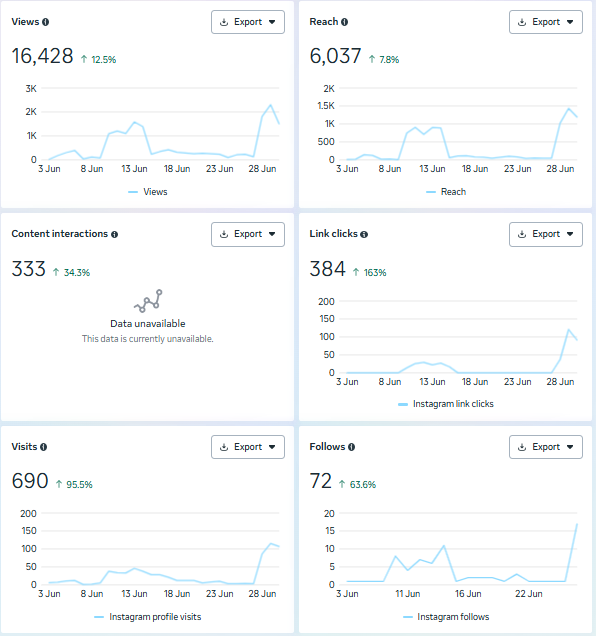 Views
Export
16,428 ↑ 12.5%
3K
2K
1K
0
3 Jun 8 Jun 13 Jun 18 Jun 23 Jun 28 Jun
Views
Reach
Export
6,037 ↑ 7.8%
2K
1.5K
1K
500
0
3 Jun 8 Jun 13 Jun 18 Jun 23 Jun 28 Jun
Reach
Content interactions
Export
333 ↑ 34.3%
Data unavailable
This data is currently unavailable.
Link clicks
Export
384 ↑ 163%
200
150
100
50
0
3 Jun 8 Jun 13 Jun 18 Jun 23 Jun 28 Jun
Instagram link clicks
Visits
Export
690 ↑ 95.5%
200
150
100
50
0
3 Jun 8 Jun 13 Jun 18 Jun 23 Jun 28 Jun
Instagram profile visits
Follows
Export
72 ↑ 63.6%
20
15
10
5
0
3 Jun 11 Jun 16 Jun 22 Jun
Instagram follows